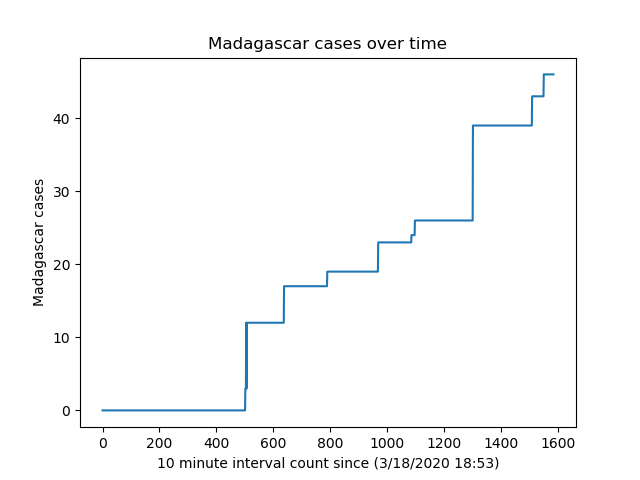 Madagascar cases over time
Madagascar cases
40
30
20
10
0
0 200 400 600 800 1000 1200 1400 1600
10 minute interval count since (3/18/2020 18:53)